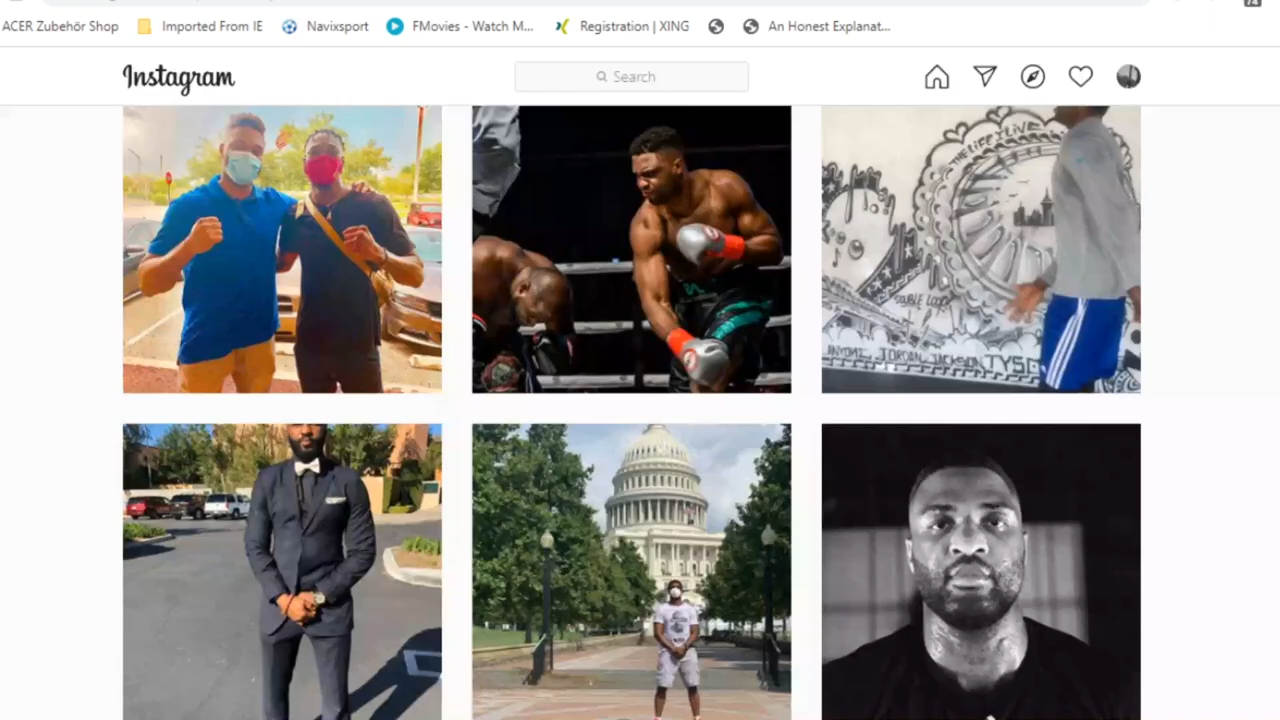 ACER Zubehör Shop Imported From IE Navixsport FMovies - Watch M... Registration | XING An Honest Explanat...
Instagram
Search
THE LIFE I LIVE
DOUBLE LOCK
JORDAN JACKSON TYSO